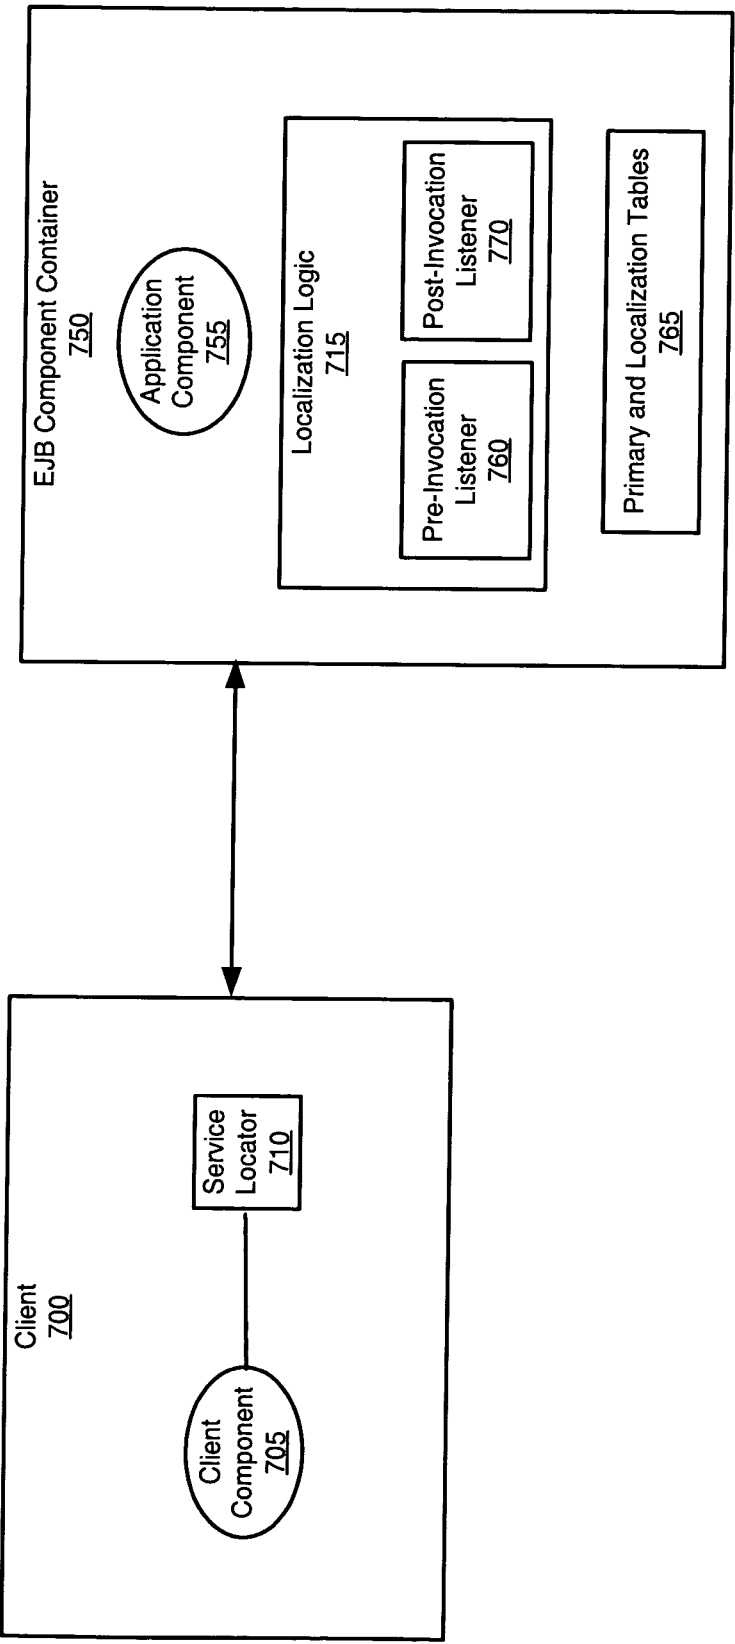 Client
700
Client
Component
705
Service
Locator
710
EJB Component Container
750
Application
Component
755
Localization Logic
715
Pre-Invocation
Listener
760
Post-Invocation
Listener
770
Primary and Localization Tables
765